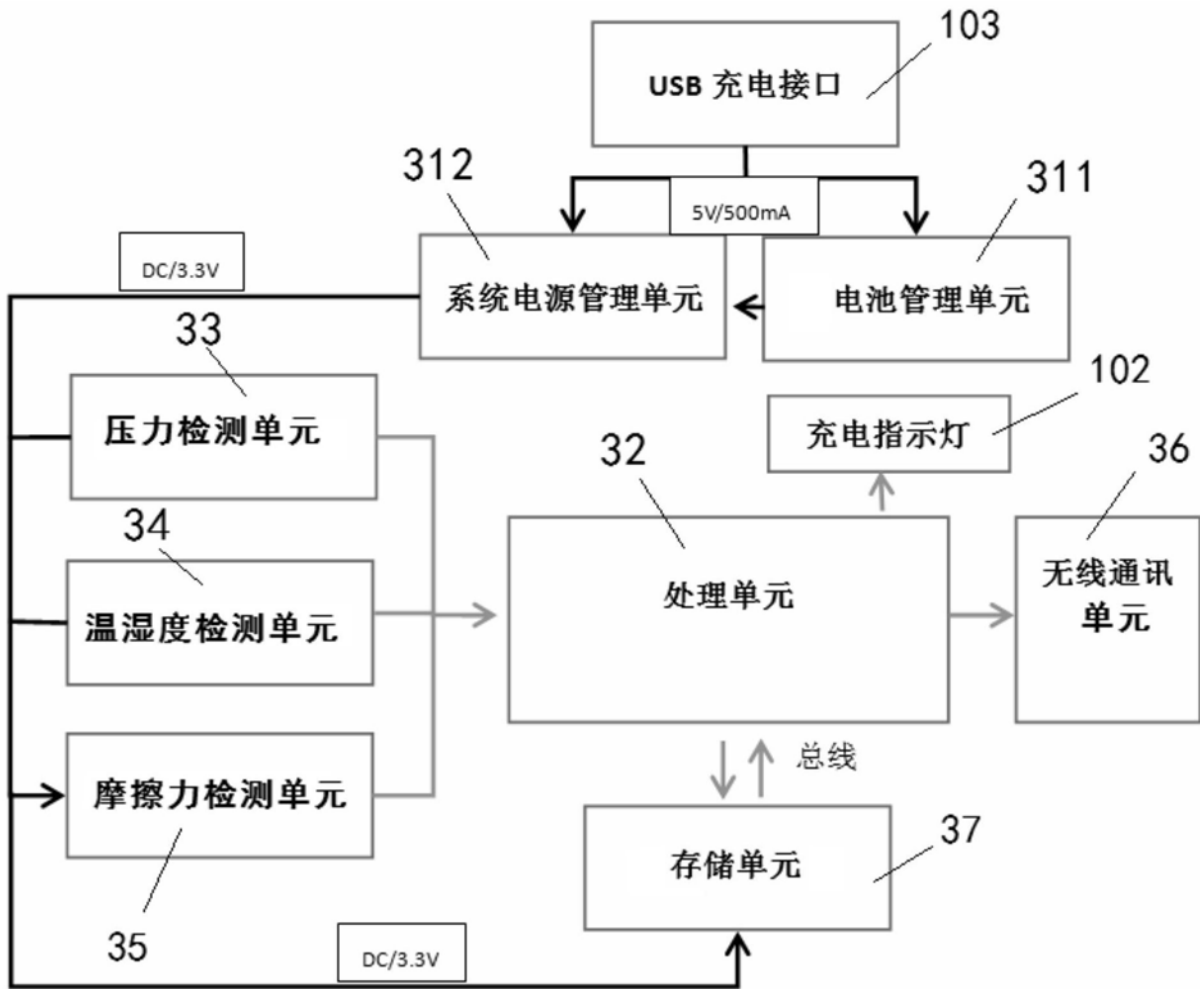 103
USB 充电接口
312
311
5V/500mA
DC/3.3V
系统电源管理单元
电池管理单元
33
压力检测单元
102
充电指示灯
32
36
34
处理单元
无线通讯
单元
温湿度检测单元
总线
摩擦力检测单元
37
存储单元
35
DC/3.3V